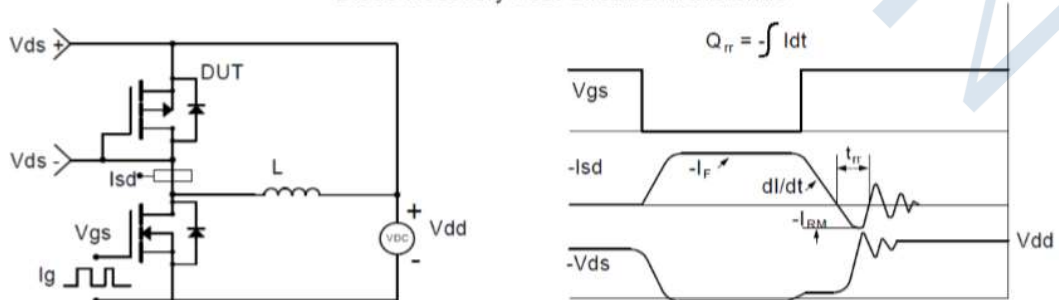 Vds +
DUT
Vds -
Isd
L
Vgs
Ig
+
VDC
Vdd
-
Qrr = -∫ Idt
Vgs
-Isd
-IF
dI/dt
trr
-IRM
Vdd
-Vds